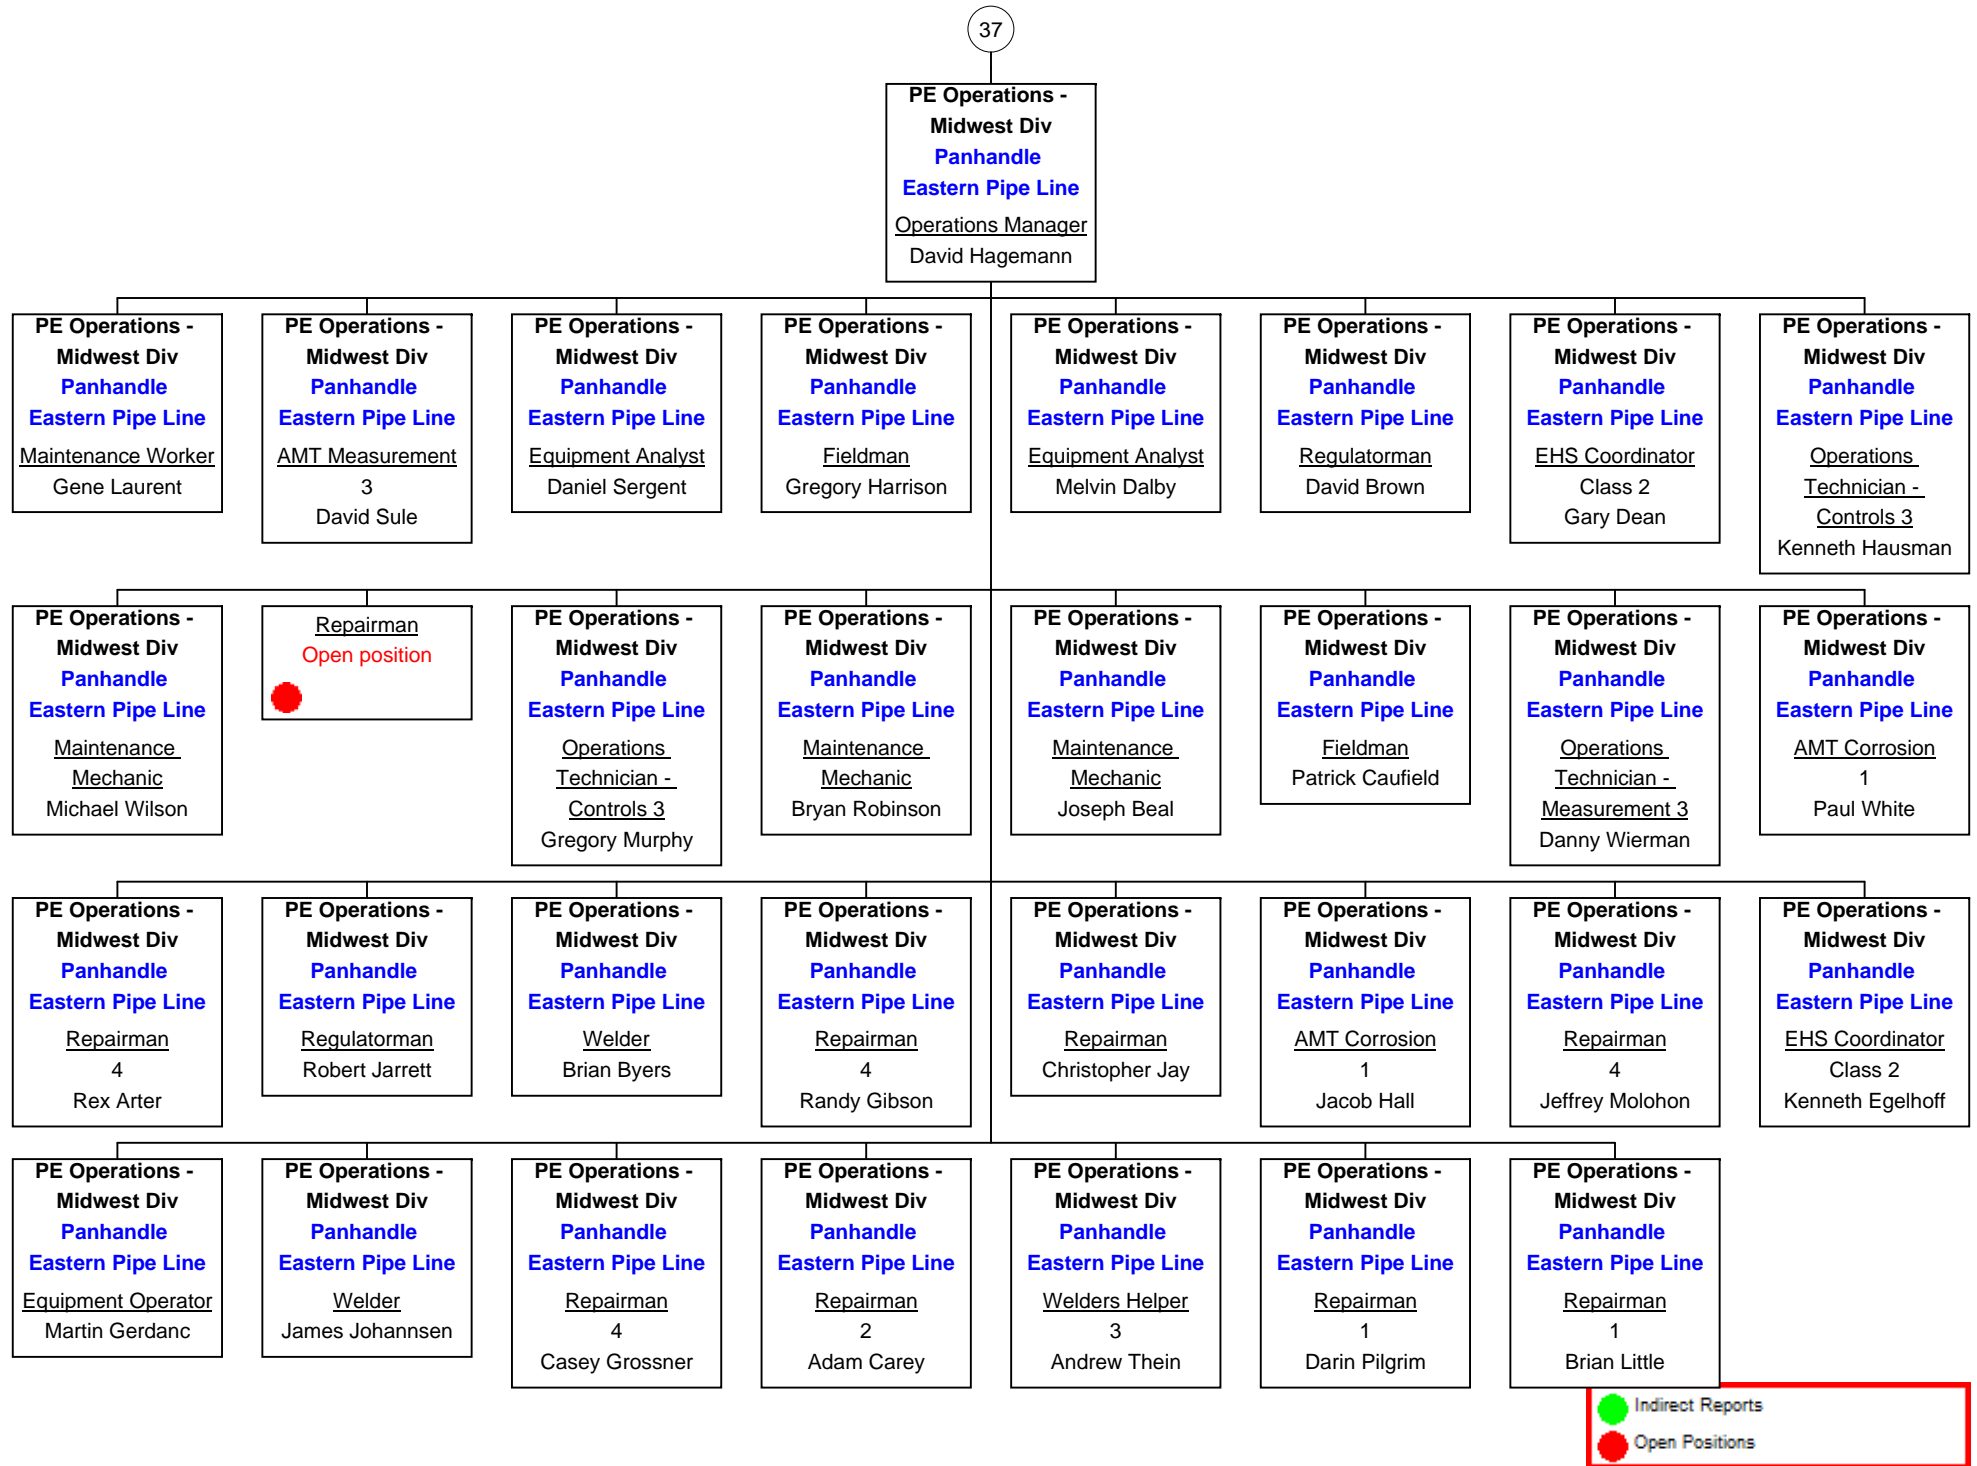 37
PE Operations -
Midwest Div
Panhandle
Eastern Pipe Line
Operations Manager
David Hagemann
PE Operations -
Midwest Div
Panhandle
Eastern Pipe Line
Maintenance Worker
Gene Laurent
PE Operations -
Midwest Div
Panhandle
Eastern Pipe Line
AMT Measurement
3
David Sule
PE Operations -
Midwest Div
Panhandle
Eastern Pipe Line
Equipment Analyst
Daniel Sergent
PE Operations -
Midwest Div
Panhandle
Eastern Pipe Line
Fieldman
Gregory Harrison
PE Operations -
Midwest Div
Panhandle
Eastern Pipe Line
Equipment Analyst
Melvin Dalby
PE Operations -
Midwest Div
Panhandle
Eastern Pipe Line
Regulatorman
David Brown
PE Operations -
Midwest Div
Panhandle
Eastern Pipe Line
EHS Coordinator
Class 2
Gary Dean
PE Operations -
Midwest Div
Panhandle
Eastern Pipe Line
Operations
Technician -
Controls 3
Kenneth Hausman
PE Operations -
Midwest Div
Panhandle
Eastern Pipe Line
Maintenance
Mechanic
Michael Wilson
Repairman
Open position
PE Operations -
Midwest Div
Panhandle
Eastern Pipe Line
Operations
Technician -
Controls 3
Gregory Murphy
PE Operations -
Midwest Div
Panhandle
Eastern Pipe Line
Maintenance
Mechanic
Bryan Robinson
PE Operations -
Midwest Div
Panhandle
Eastern Pipe Line
Maintenance
Mechanic
Joseph Beal
PE Operations -
Midwest Div
Panhandle
Eastern Pipe Line
Fieldman
Patrick Caufield
PE Operations -
Midwest Div
Panhandle
Eastern Pipe Line
Operations
Technician -
Measurement 3
Danny Wierman
PE Operations -
Midwest Div
Panhandle
Eastern Pipe Line
AMT Corrosion
1
Paul White
PE Operations -
Midwest Div
Panhandle
Eastern Pipe Line
Repairman
4
Rex Arter
PE Operations -
Midwest Div
Panhandle
Eastern Pipe Line
Regulatorman
Robert Jarrett
PE Operations -
Midwest Div
Panhandle
Eastern Pipe Line
Welder
Brian Byers
PE Operations -
Midwest Div
Panhandle
Eastern Pipe Line
Repairman
4
Randy Gibson
PE Operations -
Midwest Div
Panhandle
Eastern Pipe Line
Repairman
Christopher Jay
PE Operations -
Midwest Div
Panhandle
Eastern Pipe Line
AMT Corrosion
1
Jacob Hall
PE Operations -
Midwest Div
Panhandle
Eastern Pipe Line
Repairman
4
Jeffrey Molohon
PE Operations -
Midwest Div
Panhandle
Eastern Pipe Line
EHS Coordinator
Class 2
Kenneth Egelhoff
PE Operations -
Midwest Div
Panhandle
Eastern Pipe Line
Equipment Operator
Martin Gerdanc
PE Operations -
Midwest Div
Panhandle
Eastern Pipe Line
Welder
James Johannsen
PE Operations -
Midwest Div
Panhandle
Eastern Pipe Line
Repairman
4
Casey Grossner
PE Operations -
Midwest Div
Panhandle
Eastern Pipe Line
Repairman
2
Adam Carey
PE Operations -
Midwest Div
Panhandle
Eastern Pipe Line
Welders Helper
3
Andrew Thein
PE Operations -
Midwest Div
Panhandle
Eastern Pipe Line
Repairman
1
Darin Pilgrim
PE Operations -
Midwest Div
Panhandle
Eastern Pipe Line
Repairman
1
Brian Little
Indirect Reports
Open Positions